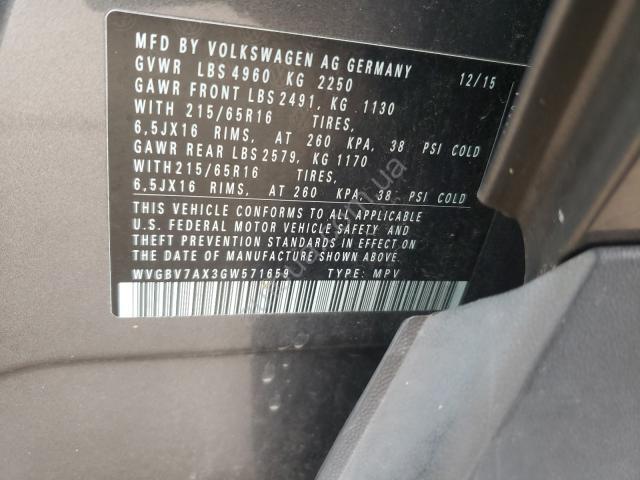 MFD BY VOLKSWAGEN AG GERMANY 12/15
GVWR LBS 4960 KG 2250
GAWR FRONT LBS 2491, KG 1130
WITH 215/65R16 TIRES,
6,5JX16 RIMS, AT 260 KPA, 38 PSI COLD
GAWR REAR LBS 2579, KG 1170
WITH 215/65R16 TIRES,
6,5JX16 RIMS, AT 260 KPA, 38 PSI COLD
THIS VEHICLE CONFORMS TO ALL APPLICABLE
U.S. FEDERAL MOTOR VEHICLE SAFETY AND
THEFT PREVENTION STANDARDS IN EFFECT ON
THE DATE OF MANUFACTURE SHOWN ABOVE
WVGBV7AX3GW571659 TYPE: MPV